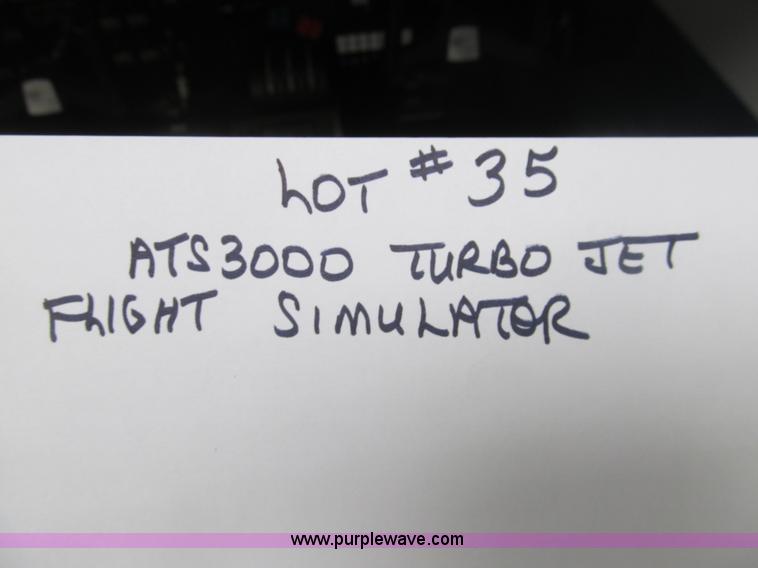 LOT #35
ATS3000 TURBO JET
FLIGHT SIMULATOR
www.purplewave.com